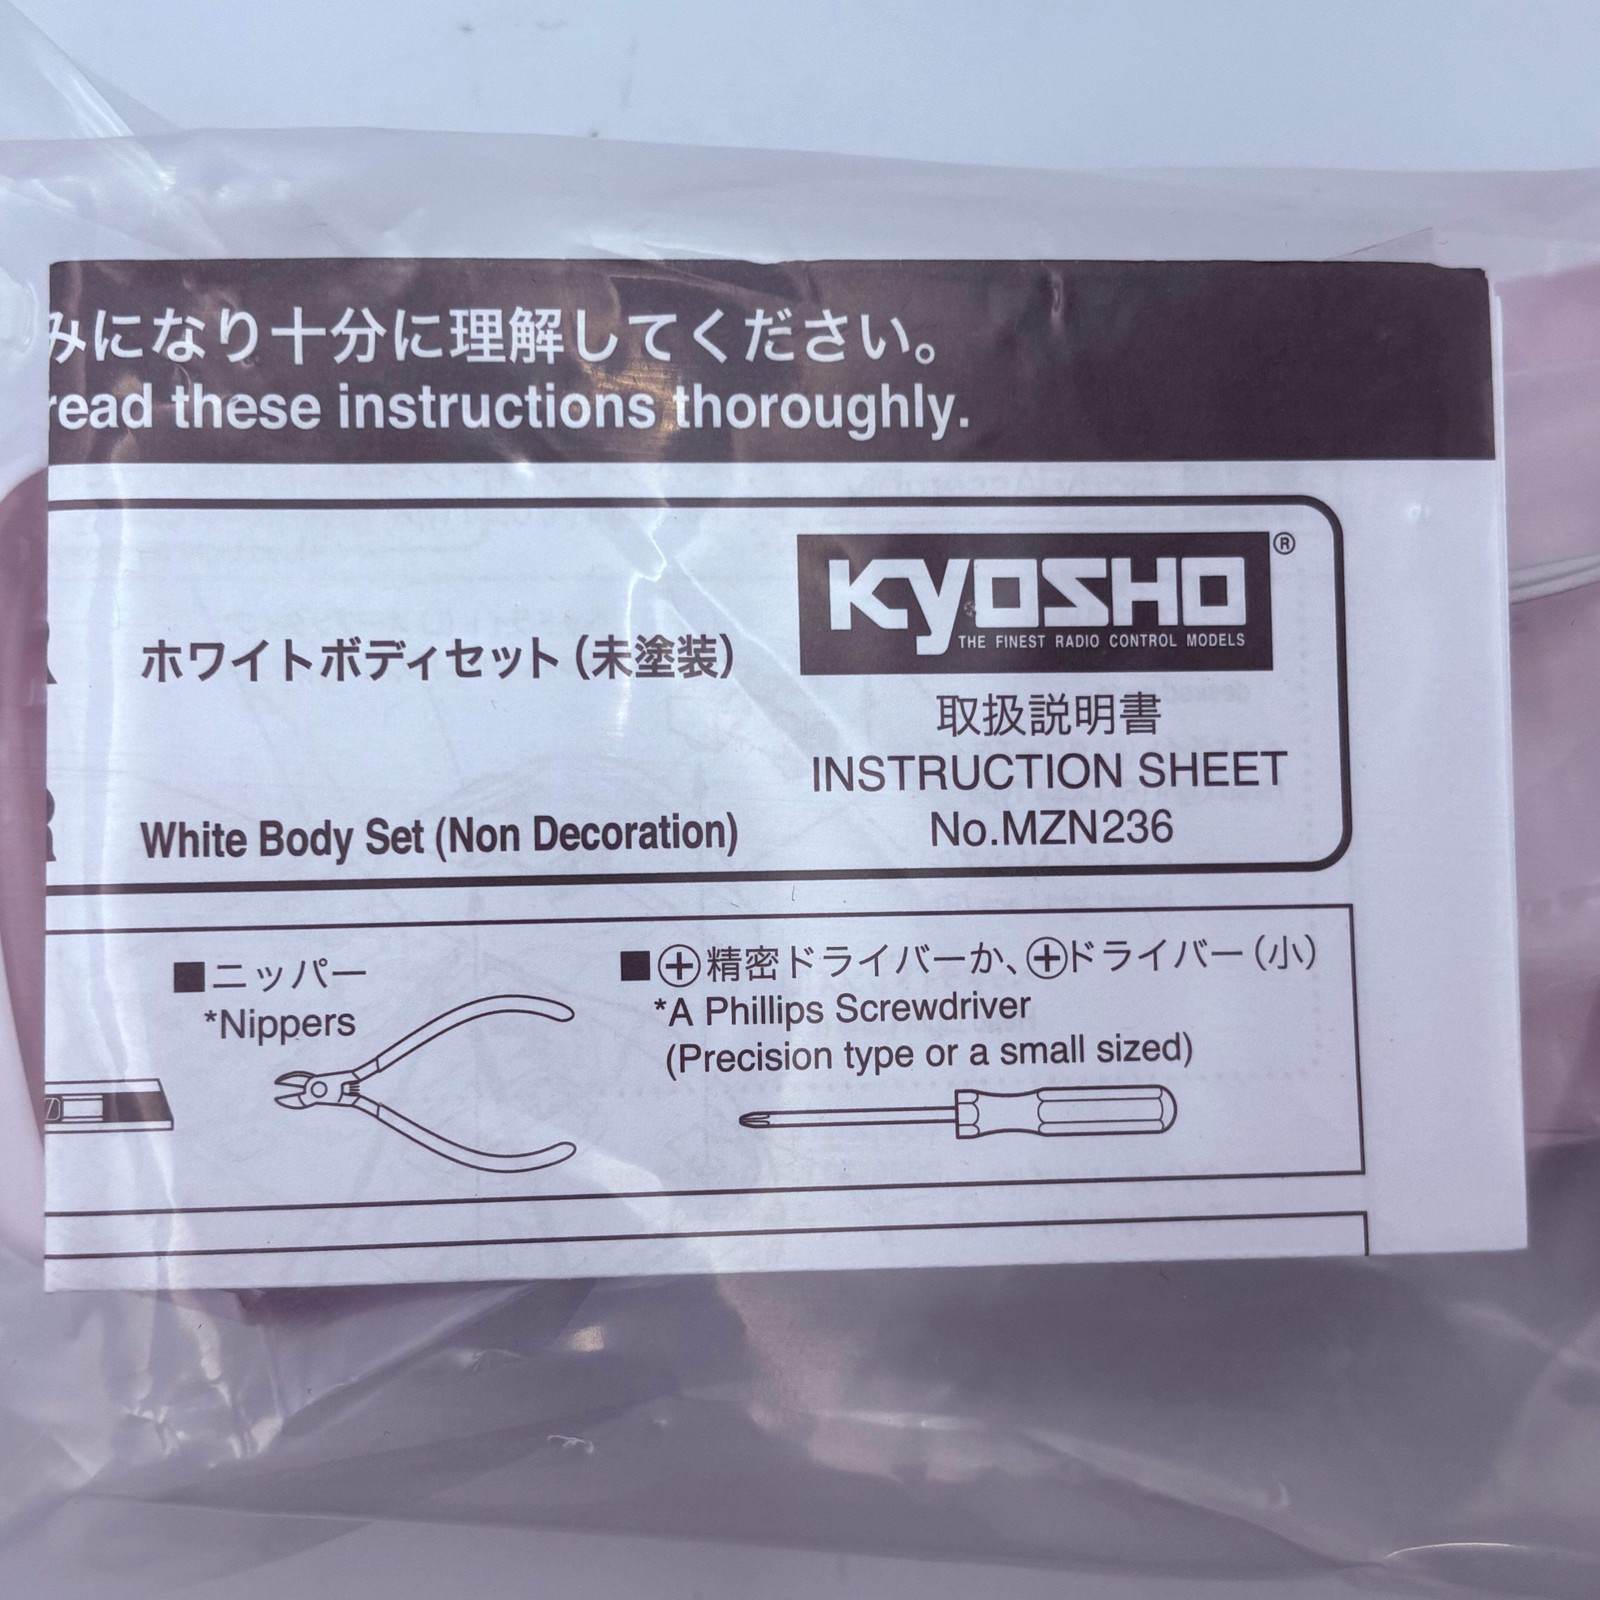 みになり十分に理解してください。
read these instructions thoroughly.
KYOSHO®
THE FINEST RADIO CONTROL MODELS
ホワイトボディセット（未塗装）
取扱説明書
INSTRUCTION SHEET
White Body Set (Non Decoration)
No.MZN236
■ニッパー
*Nippers
■⊕精密ドライバーか、⊕ドライバー（小）
*A Phillips Screwdriver
(Precision type or a small sized)